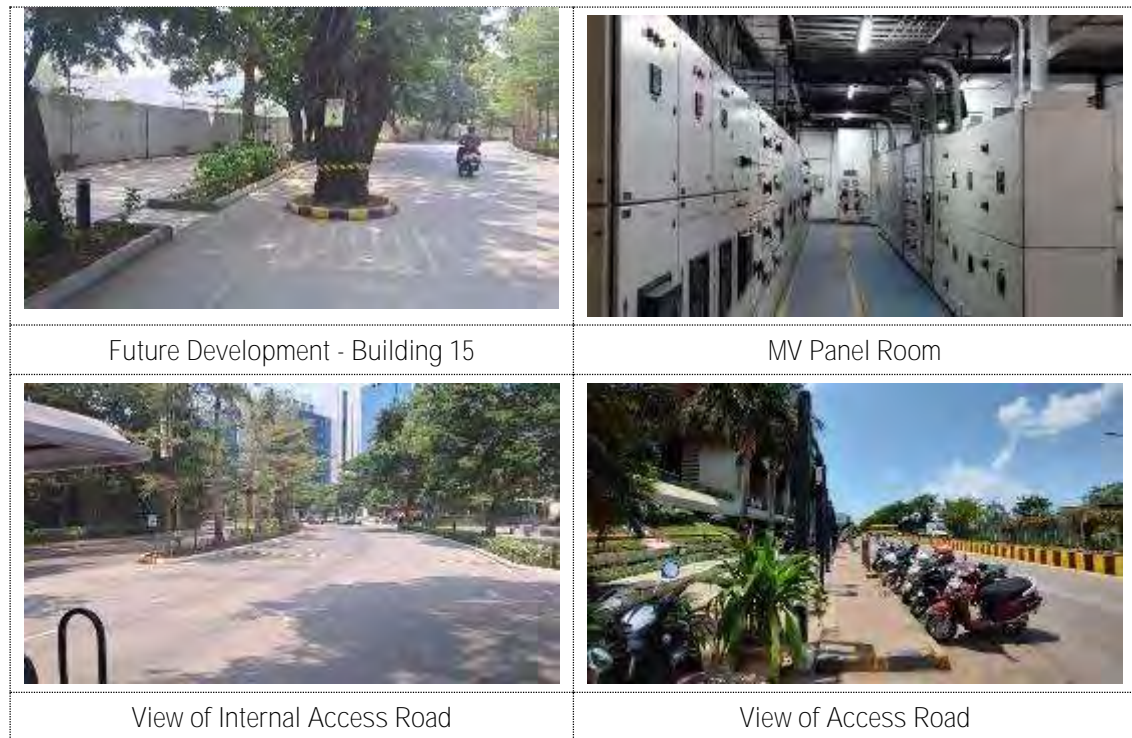 Future Development - Building 15
MV Panel Room
View of Internal Access Road
View of Access Road